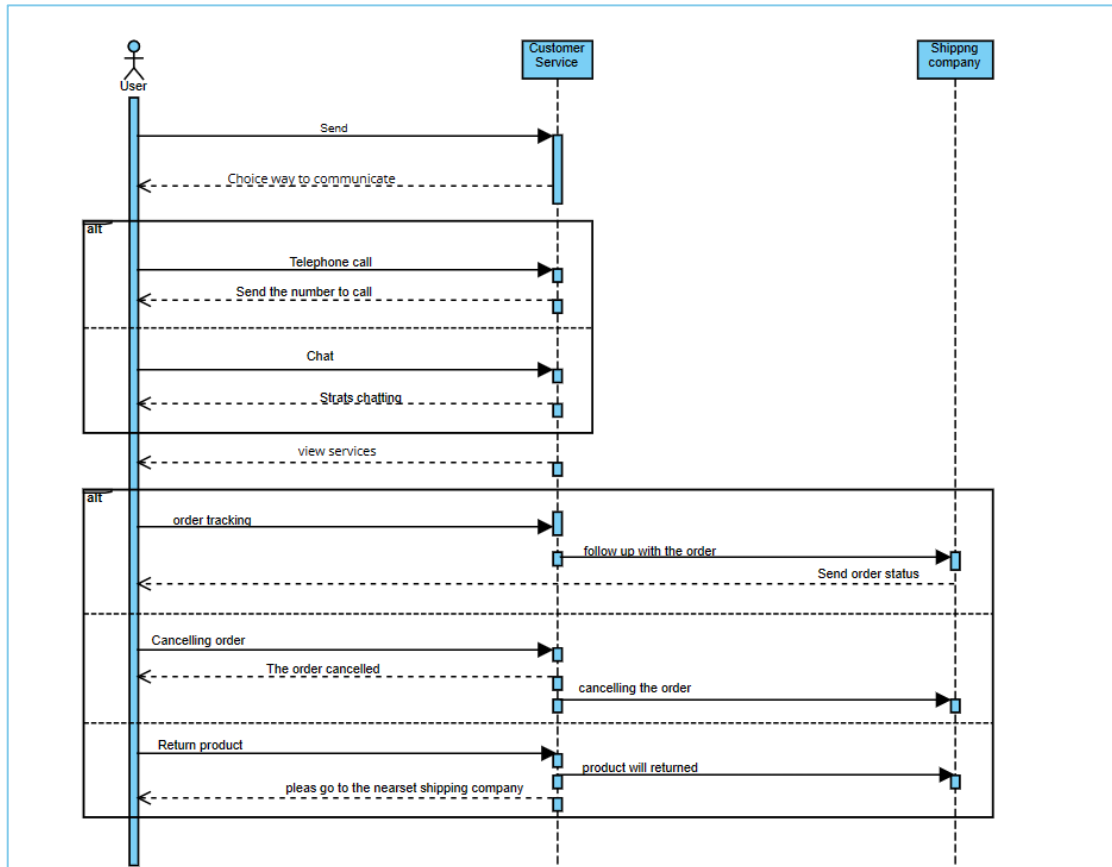 User
Customer
Service
Shippng
company
Send
Choice way to communicate
alt
Telephone call
Send the number to call
Chat
Strats chatting
view services
alt
order tracking
follow up with the order
Send order status
Cancelling order
The order cancelled
cancelling the order
Return product
product will returned
pleas go to the nearset shipping company